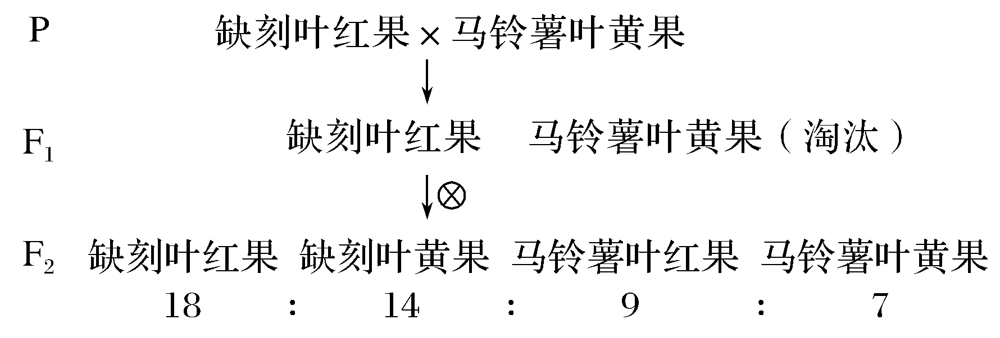 P 缺刻叶红果 × 马铃薯叶黄果
↓
F₁ 缺刻叶红果 马铃薯叶黄果（淘汰）
↓⊗
F₂ 缺刻叶红果 缺刻叶黄果 马铃薯叶红果 马铃薯叶黄果
18 : 14 : 9 : 7